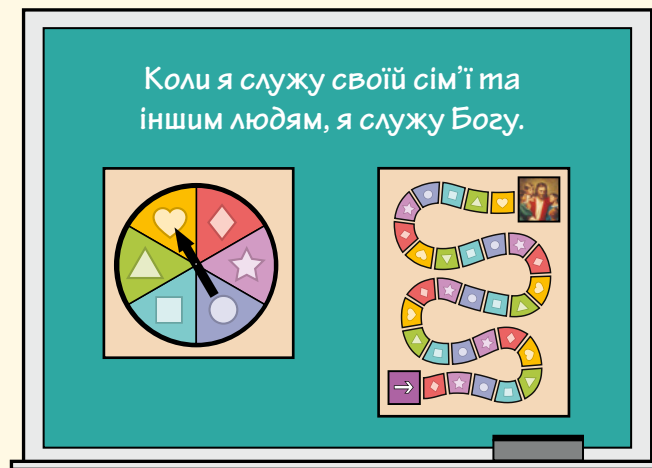 Коли я служу своїй сім’ї та
іншим людям, я служу Богу.